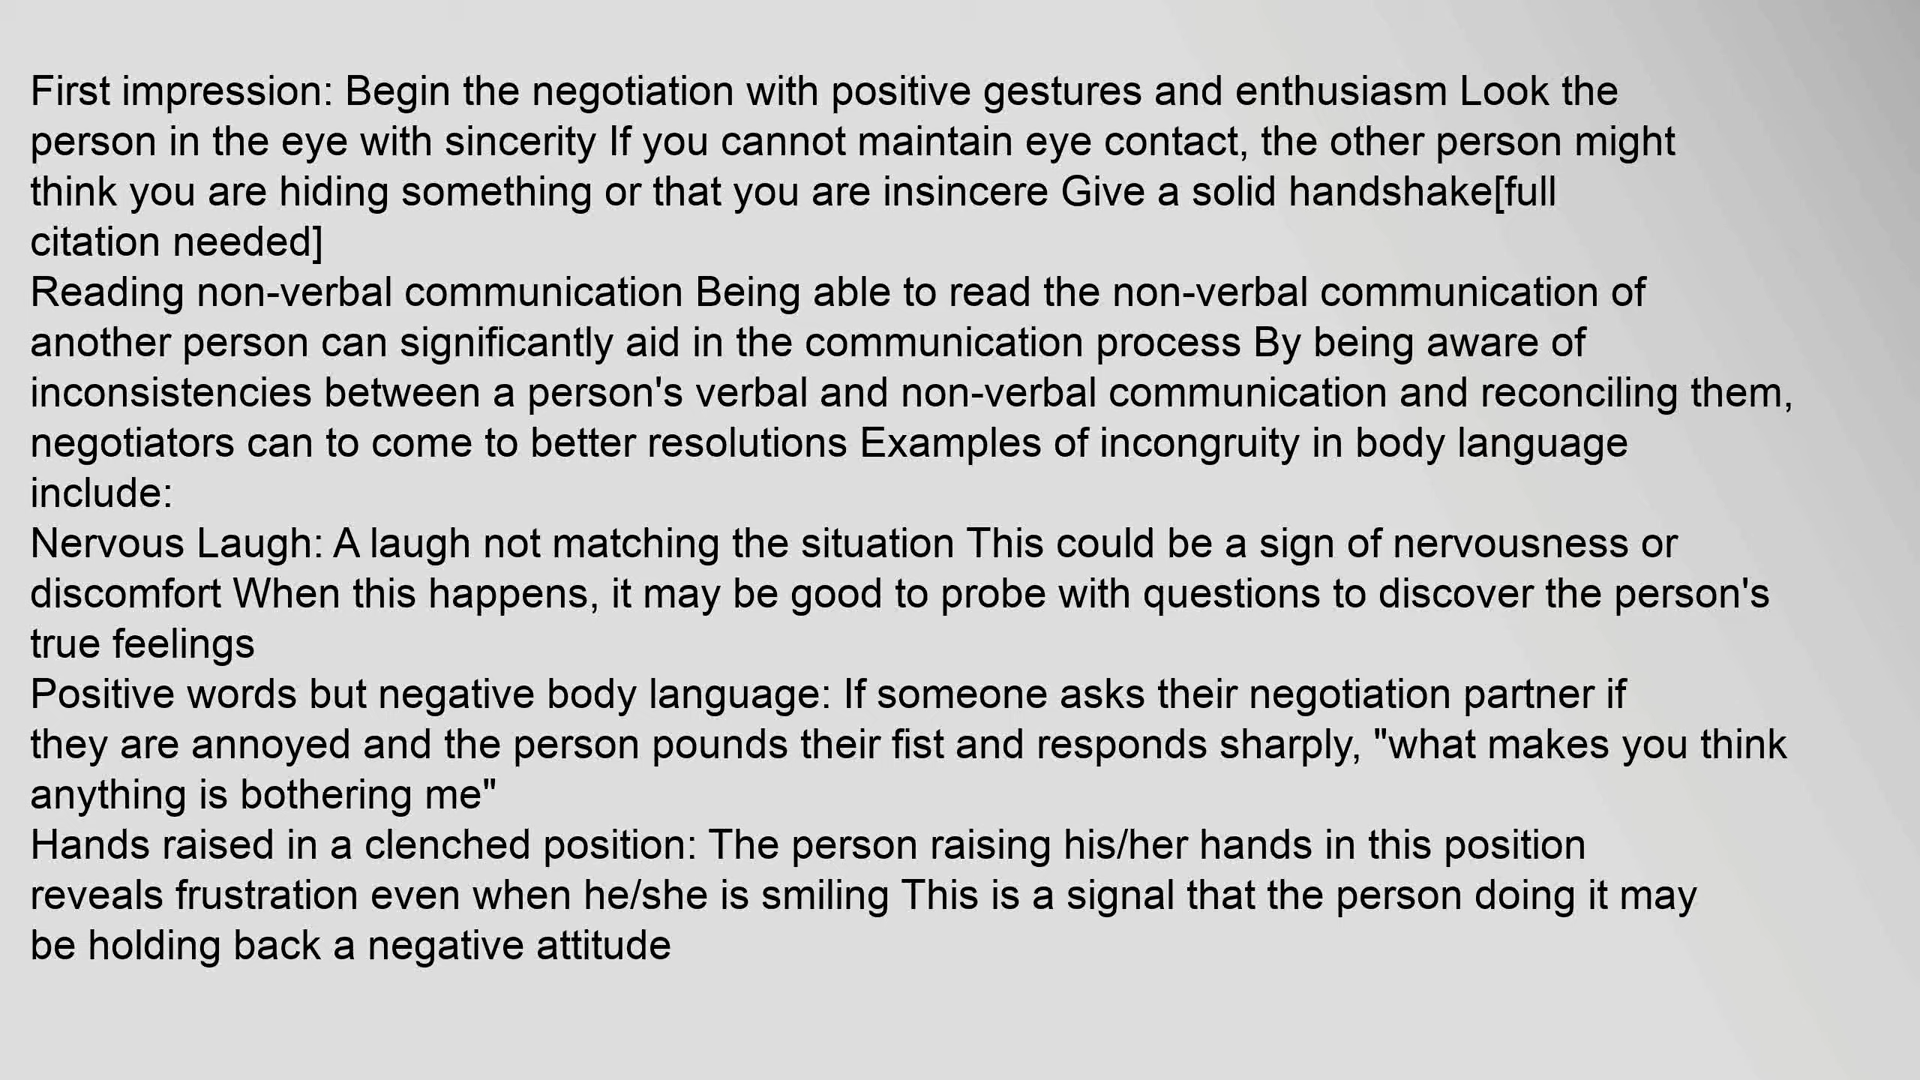 First impression: Begin the negotiation with positive gestures and enthusiasm Look the
person in the eye with sincerity If you cannot maintain eye contact, the other person might
think you are hiding something or that you are insincere Give a solid handshake[full
citation needed]
Reading non-verbal communication Being able to read the non-verbal communication of
another person can significantly aid in the communication process By being aware of
inconsistencies between a person's verbal and non-verbal communication and reconciling them,
negotiators can to come to better resolutions Examples of incongruity in body language
include:
Nervous Laugh: A laugh not matching the situation This could be a sign of nervousness or
discomfort When this happens, it may be good to probe with questions to discover the person's
true feelings
Positive words but negative body language: If someone asks their negotiation partner if
they are annoyed and the person pounds their fist and responds sharply, "what makes you think
anything is bothering me"
Hands raised in a clenched position: The person raising his/her hands in this position
reveals frustration even when he/she is smiling This is a signal that the person doing it may
be holding back a negative attitude